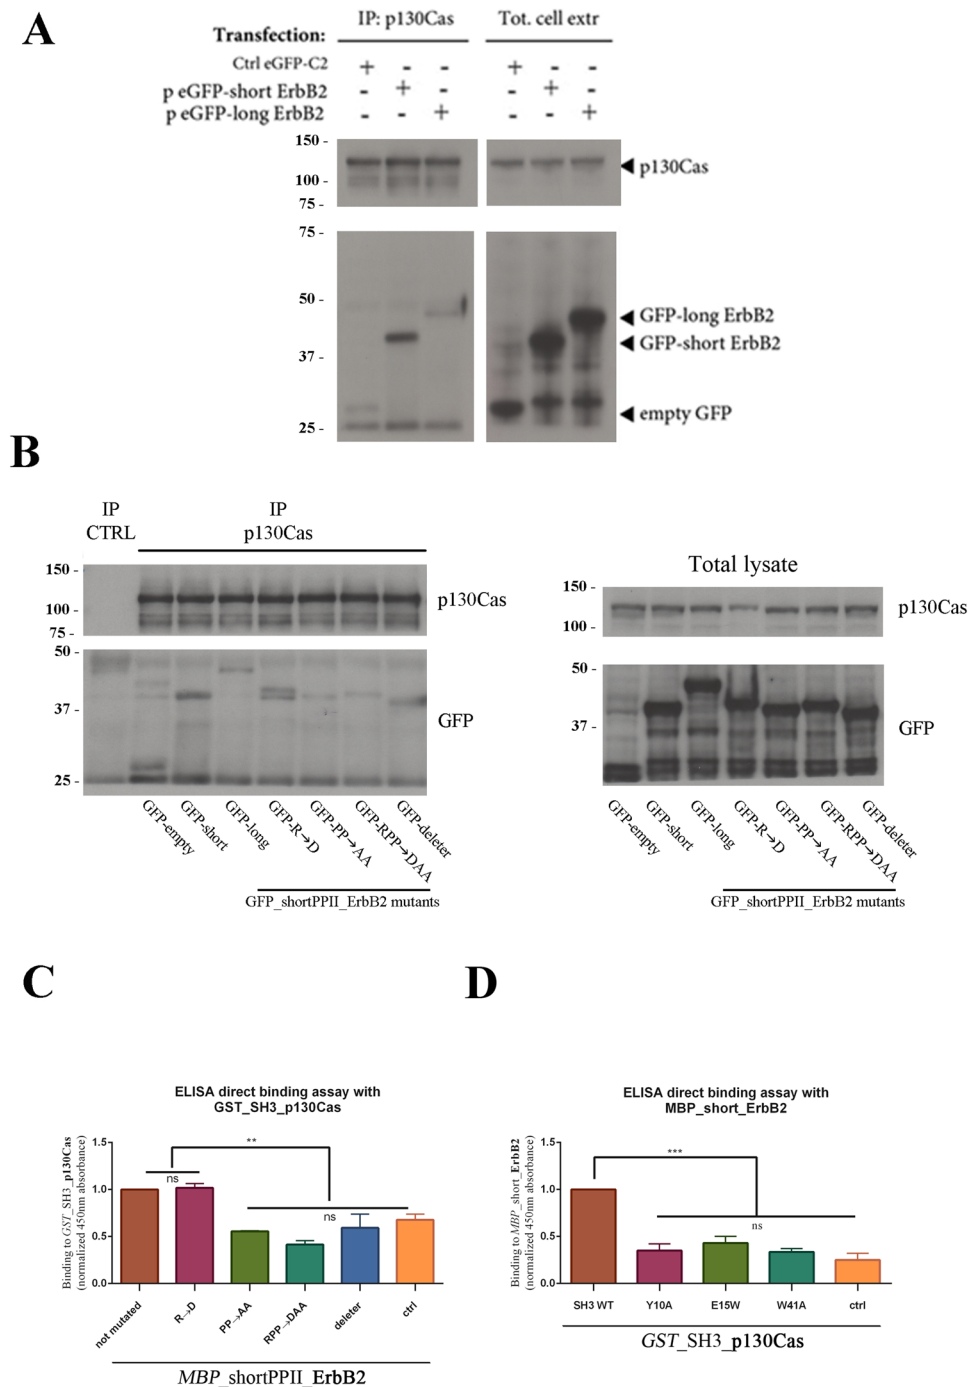 A
IP: p130Cas
Tot. cell extr
Transfection:
Ctrl eGFP-C2 + - - + - -
p eGFP-short ErbB2 - + - - + -
p eGFP-long ErbB2 - - + - - +
150 -
100 -
75 -
p130Cas
75 -
50 -
37 -
25 -
GFP-long ErbB2
GFP-short ErbB2
empty GFP
B
IP
CTRL
IP
p130Cas
150 -
100 -
75 -
p130Cas
50 -
37 -
25 -
GFP
GFP-empty
GFP-short
GFP-long
GFP-R→D
GFP-PP→AA
GFP-RPP→DAA
GFP-deleter
GFP_shortPPII_ErbB2 mutants
Total lysate
150 -
100 -
p130Cas
50 -
37 -
GFP
GFP-empty
GFP-short
GFP-long
GFP-R→D
GFP-PP→AA
GFP-RPP→DAA
GFP-deleter
GFP_shortPPII_ErbB2 mutants
C
ELISA direct binding assay with
GST_SH3_p130Cas
Binding to GST_SH3_p130Cas
(normalized 450nm absorbance)
1.5
1.0
0.5
0.0
**
ns
ns
not mutated
R→D
PP→AA
RPP→DAA
deleter
ctrl
MBP_shortPPII_ErbB2
D
ELISA direct binding assay with
MBP_short_ErbB2
Binding to MBP_short_ErbB2
(normalized 450nm absorbance)
1.5
1.0
0.5
0.0
***
ns
SH3 WT
Y10A
E15W
W41A
ctrl
GST_SH3_p130Cas